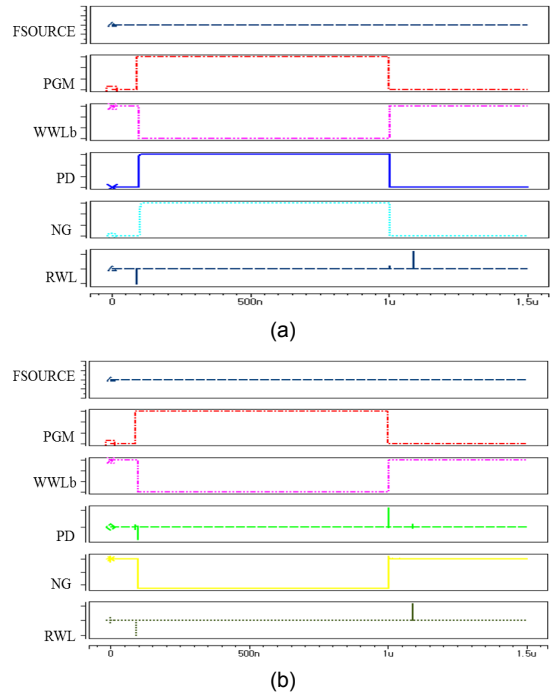 FSOURCE
PGM
WWLb
PD
NG
RWL
0 500n 1u 1.5u
(a)
FSOURCE
PGM
WWLb
PD
NG
RWL
0 500n 1u 1.5u
(b)